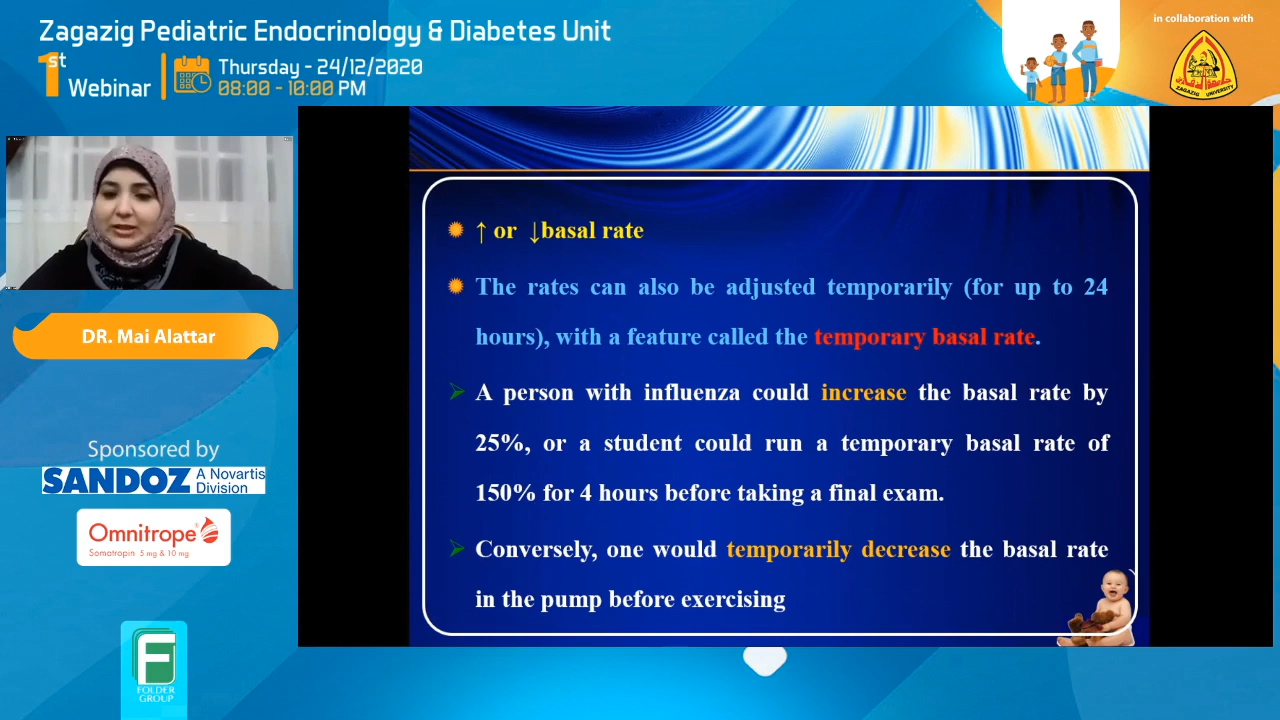 Zagazig Pediatric Endocrinology & Diabetes Unit
1st Webinar
Thursday - 24/12/2020
08:00 - 10:00 PM
in collaboration with
ZAGAZIG UNIVERSITY
DR. Mai Alattar
Sponsored by
SANDOZ A Novartis
Division
Omnitrope®
Somatropin 5 mg & 10 mg
F
FOLDER
GROUP
↑ or ↓basal rate
The rates can also be adjusted temporarily (for up to 24
hours), with a feature called the temporary basal rate.
A person with influenza could increase the basal rate by
25%, or a student could run a temporary basal rate of
150% for 4 hours before taking a final exam.
Conversely, one would temporarily decrease the basal rate
in the pump before exercising